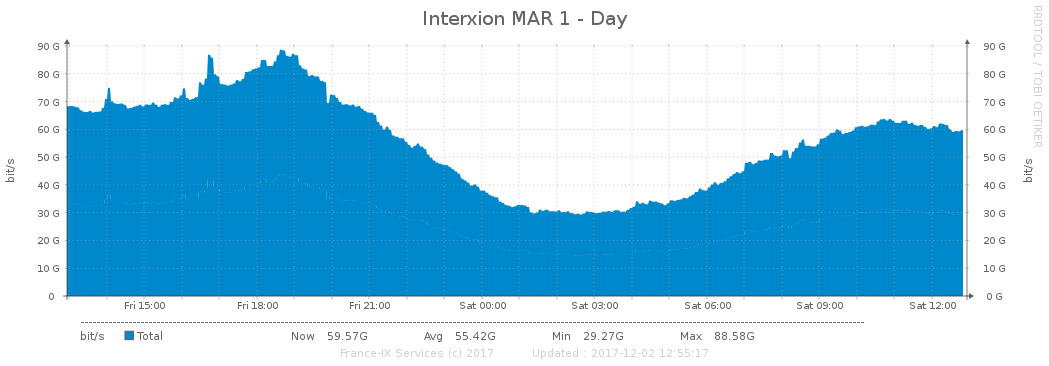 Interxion MAR 1 - Day
RRDTOOL / TOBI OETIKER
90 G 90 G
80 G 80 G
70 G 70 G
60 G 60 G
50 G 50 G
40 G 40 G
30 G 30 G
20 G 20 G
10 G 10 G
0 0 G
bit/s bit/s
Fri 15:00 Fri 18:00 Fri 21:00 Sat 00:00 Sat 03:00 Sat 06:00 Sat 09:00 Sat 12:00
bit/s Total Now 59.57G Avg 55.42G Min 29.27G Max 88.58G
France-IX Services (c) 2017 Updated : 2017-12-02 12:55:17